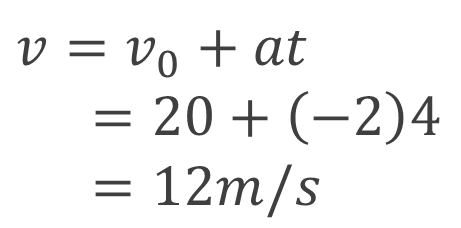 v = v₀ + at
= 20 + (−2)4
= 12m/s